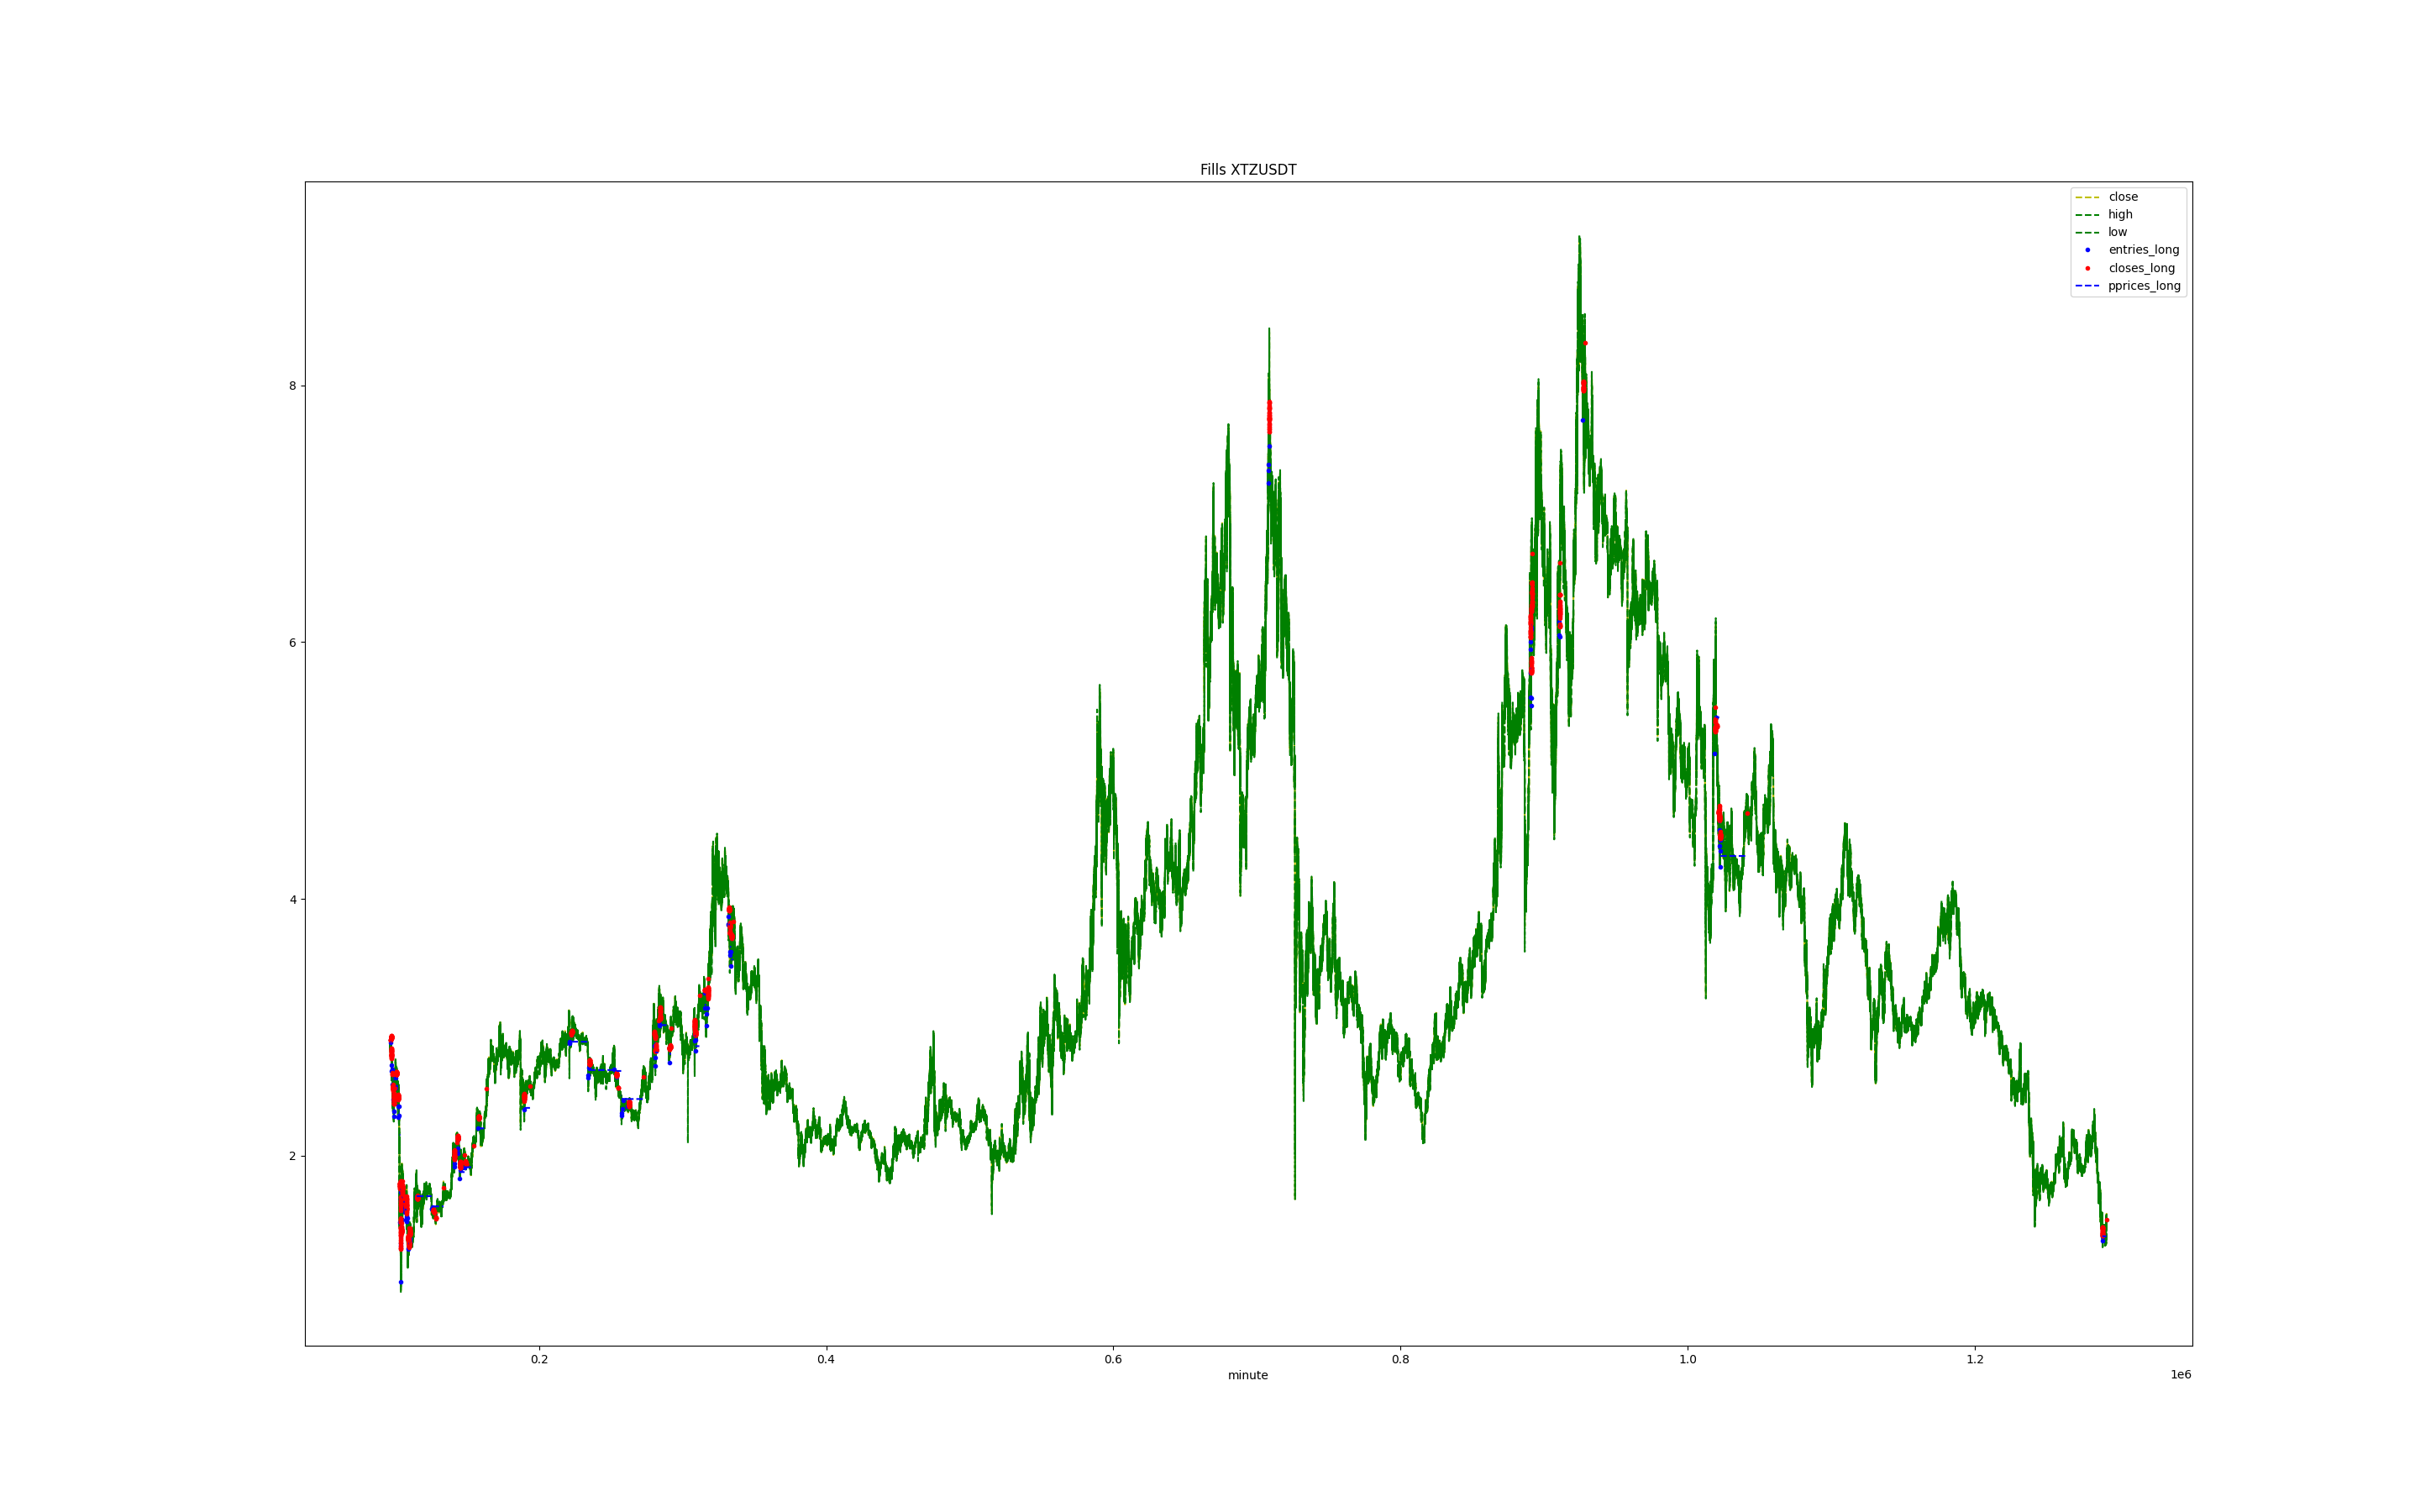 Fills XTZUSDT
close
high
low
entries_long
closes_long
pprices_long
8
6
4
2
0.2 0.4 0.6 0.8 1.0 1.2
minute
1e6